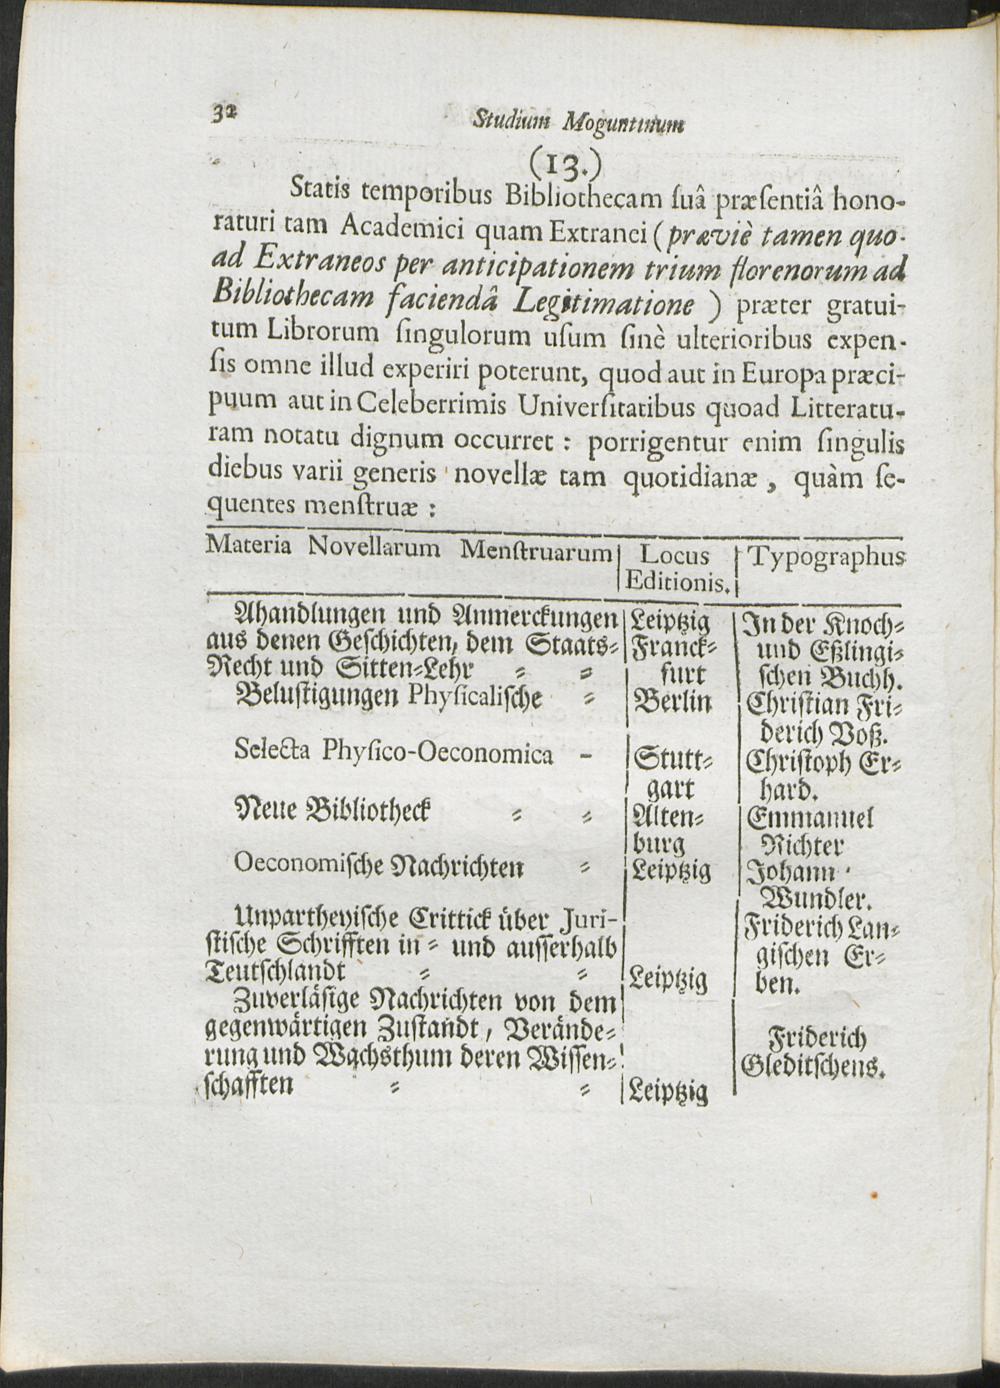 32 Studium Moguntinum
(13.)
Statis temporibus Bibliothecam ſuâ præſentiâ hono-
raturi tam Academici quam Extranei (præviè tamen quo-
ad Extraneos per anticipationem trium florenorum ad
Bibliothecam faciendâ Legitimatione ) præter gratui-
tum Librorum ſingulorum uſum ſinè ulterioribus expen-
ſis omne illud experiri poterunt, quod aut in Europa præci-
puum aut in Celeberrimis Univerſitatibus quoad Litteratu-
ram notatu dignum occurret : porrigentur enim ſingulis
diebus varii generis novellæ tam quotidianæ, quàm ſe-
quentes menſtruæ :
Materia Novellarum Menſtruarum | Locus | Typographus
Editionis.
Ahandlungen und Anmerckungen | Leipzig | In der Knoch-
aus denen Geſchichten, dem Staats- | Franck- | und Eßlingi-
Recht und Sitten-Lehr - - | furt | ſchen Buchh.
Beluſtigungen Phyſicaliſche - | Berlin | Chriſtian Fri-
derich Voß.
Selecta Phyſico-Oeconomica - | Stutt- | Chriſtoph Er-
gart | hard.
Neue Bibliotheck - - | Alten- | Emmanuel
burg | Richter
Oeconomiſche Nachrichten - | Leiptzig | Johann
Wundler.
Unpartheyiſche Crittick über Juri- | Friderich Lan-
ſtiſche Schrifften in- und auſſerhalb | giſchen Er-
Teutſchlandt - - | Leiptzig | ben.
Zuverläſige Nachrichten von dem
gegenwärtigen Zuſtandt, Verände- | Friderich
rung und Wachsthum deren Wiſſen- | Gleditſchens.
ſchafften - - | Leiptzig